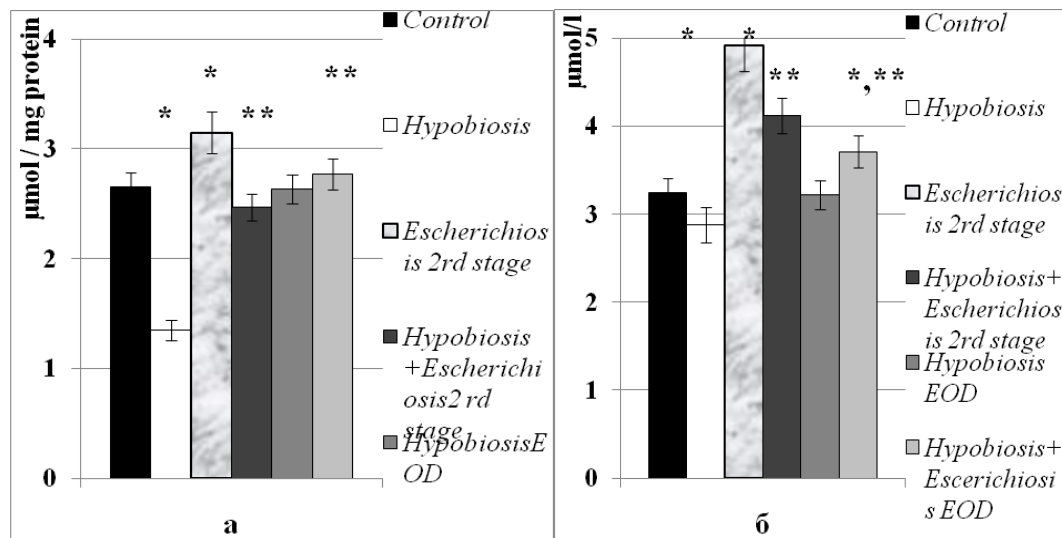 µmol / mg protein
4
3
2
1
0
*
*
**
**
Control
Hypobiosis
Escherichios
is 2rd stage
Hypobiosis
+Escherichi
osis2 rd
stage
HypobiosisE
OD
а
µmol/l
5
4
3
2
1
0
*
*
**
*,**
Control
Hypobiosis
Escherichios
is 2rd stage
Hypobiosis+
Escherichios
is 2rd stage
Hypobiosis
EOD
Hypobiosis+
Escerichiosi
s EOD
б